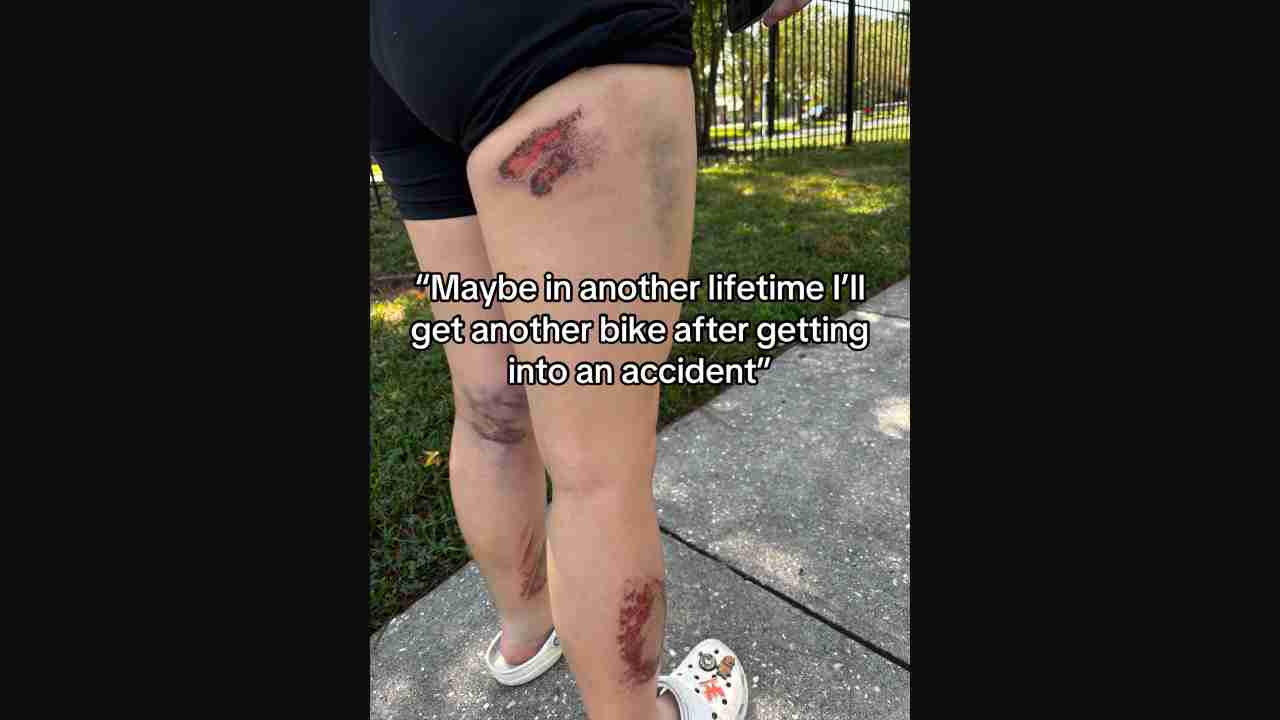 “Maybe in another lifetime I’ll
get another bike after getting
into an accident”